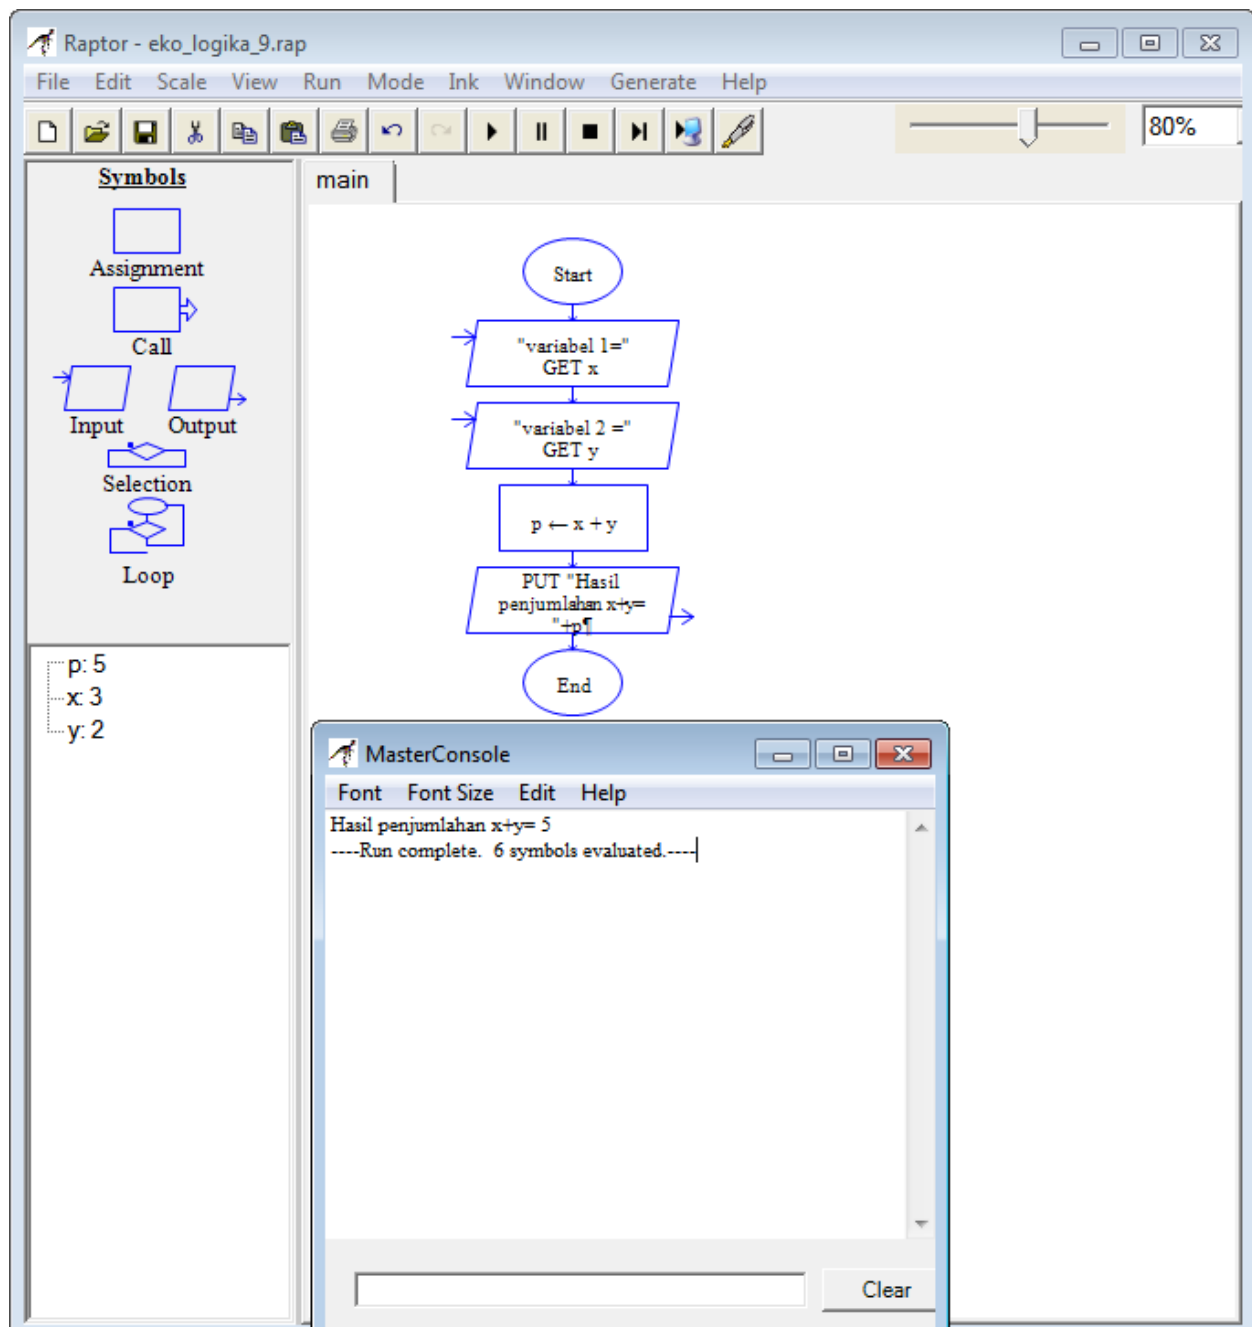 Raptor - eko_logika_9.rap
File Edit Scale View Run Mode Ink Window Generate Help
80%
Symbols
Assignment
Call
Input Output
Selection
Loop
p: 5
x: 3
y: 2
main
Start
"variabel 1="
GET x
"variabel 2 ="
GET y
p ← x + y
PUT "Hasil
penjumlahan x+y=
"+p¶
End
MasterConsole
Font Font Size Edit Help
Hasil penjumlahan x+y= 5
----Run complete.  6 symbols evaluated.----
Clear